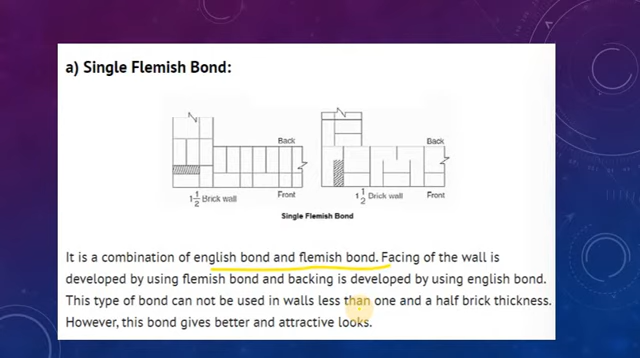 a) Single Flemish Bond:
Back
Back
1 1/2 Brick wall
Front
1 1/2 Drick wall
Front
Single Flemish Bond
It is a combination of english bond and flemish bond. Facing of the wall is
developed by using flemish bond and backing is developed by using english bond.
This type of bond can not be used in walls less than one and a half brick thickness.
However, this bond gives better and attractive looks.